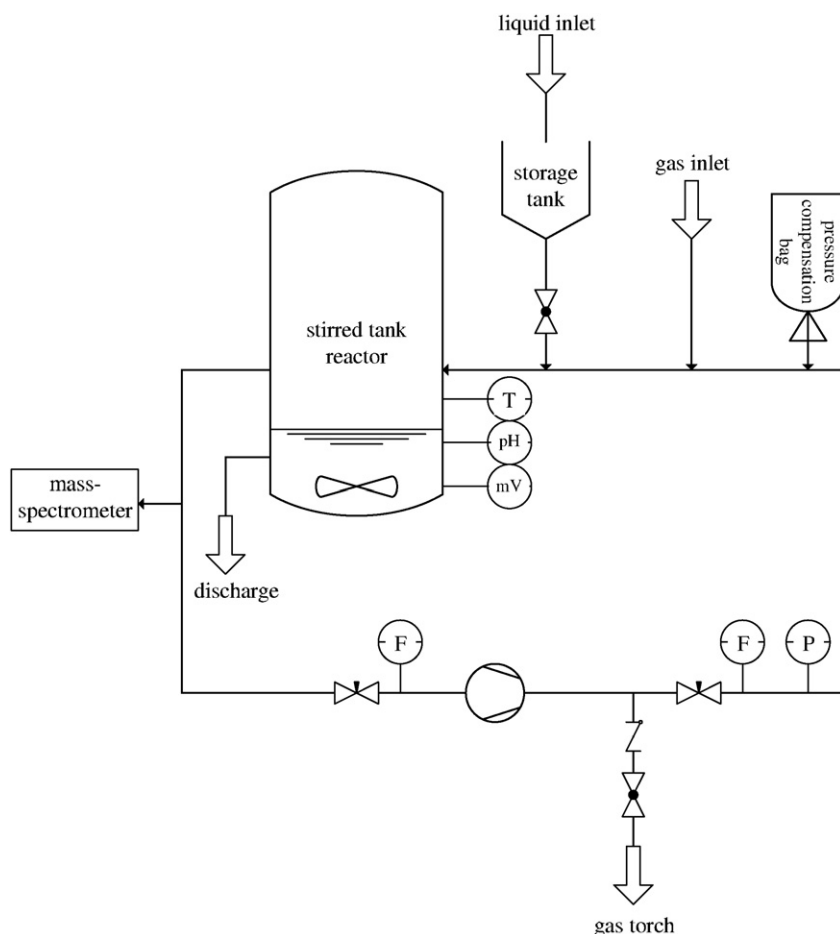 liquid inlet
storage
tank
gas inlet
pressure
compensation
bag
stirred tank
reactor
T
pH
mV
mass-
spectrometer
discharge
F
F
P
gas torch